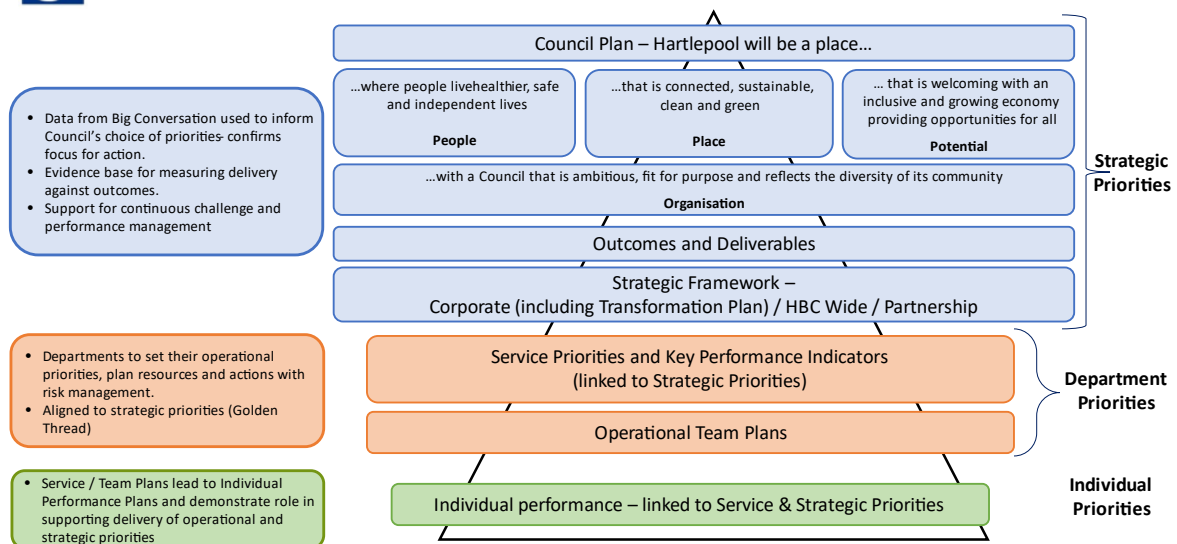 Council Plan – Hartlepool will be a place…
…where people livehealthier, safe
and independent lives
People
…that is connected, sustainable,
clean and green
Place
… that is welcoming with an
inclusive and growing economy
providing opportunities for all
Potential
• Data from Big Conversation used to inform
Council's choice of priorities- confirms
focus for action.
• Evidence base for measuring delivery
against outcomes.
• Support for continuous challenge and
performance management
Strategic
Priorities
…with a Council that is ambitious, fit for purpose and reflects the diversity of its community
Organisation
Outcomes and Deliverables
Strategic Framework –
Corporate (including Transformation Plan) / HBC Wide / Partnership
• Departments to set their operational
priorities, plan resources and actions with
risk management.
• Aligned to strategic priorities (Golden
Thread)
Service Priorities and Key Performance Indicators
(linked to Strategic Priorities)
Operational Team Plans
Department
Priorities
• Service / Team Plans lead to Individual
Performance Plans and demonstrate role in
supporting delivery of operational and
strategic priorities
Individual performance – linked to Service & Strategic Priorities
Individual
Priorities